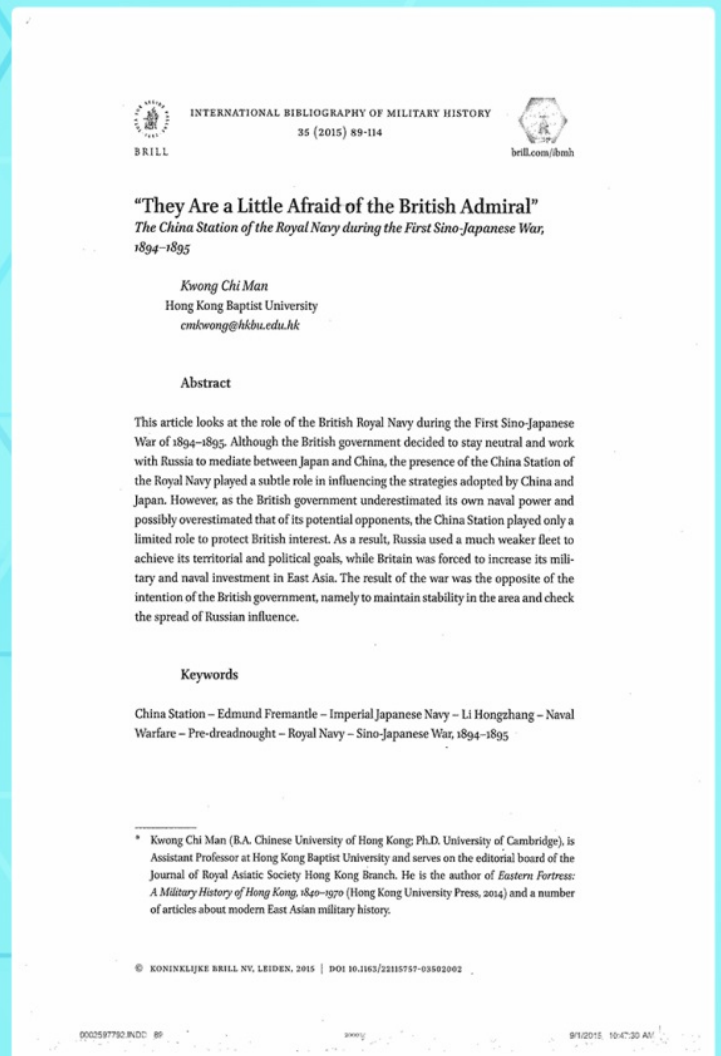 INTERNATIONAL BIBLIOGRAPHY OF MILITARY HISTORY
35 (2015) 89-114
BRILL
brill.com/ibmh
“They Are a Little Afraid of the British Admiral”
The China Station of the Royal Navy during the First Sino-Japanese War,
1894–1895
Kwong Chi Man
Hong Kong Baptist University
cmkwong@hkbu.edu.hk
Abstract
This article looks at the role of the British Royal Navy during the First Sino-Japanese
War of 1894–1895. Although the British government decided to stay neutral and work
with Russia to mediate between Japan and China, the presence of the China Station of
the Royal Navy played a subtle role in influencing the strategies adopted by China and
Japan. However, as the British government underestimated its own naval power and
possibly overestimated that of its potential opponents, the China Station played only a
limited role to protect British interest. As a result, Russia used a much weaker fleet to
achieve its territorial and political goals, while Britain was forced to increase its mili-
tary and naval investment in East Asia. The result of the war was the opposite of the
intention of the British government, namely to maintain stability in the area and check
the spread of Russian influence.
Keywords
China Station – Edmund Fremantle – Imperial Japanese Navy – Li Hongzhang – Naval
Warfare – Pre-dreadnought – Royal Navy – Sino-Japanese War, 1894–1895
* Kwong Chi Man (B.A. Chinese University of Hong Kong; Ph.D. University of Cambridge), is
Assistant Professor at Hong Kong Baptist University and serves on the editorial board of the
Journal of Royal Asiatic Society Hong Kong Branch. He is the author of Eastern Fortress:
A Military History of Hong Kong, 1840–1970 (Hong Kong University Press, 2014) and a number
of articles about modern East Asian military history.
© KONINKLIJKE BRILL NV, LEIDEN, 2015 | DOI 10.1163/22115757-03502002
0002597792.INDD 89
9/1/2015 10:47:30 AM